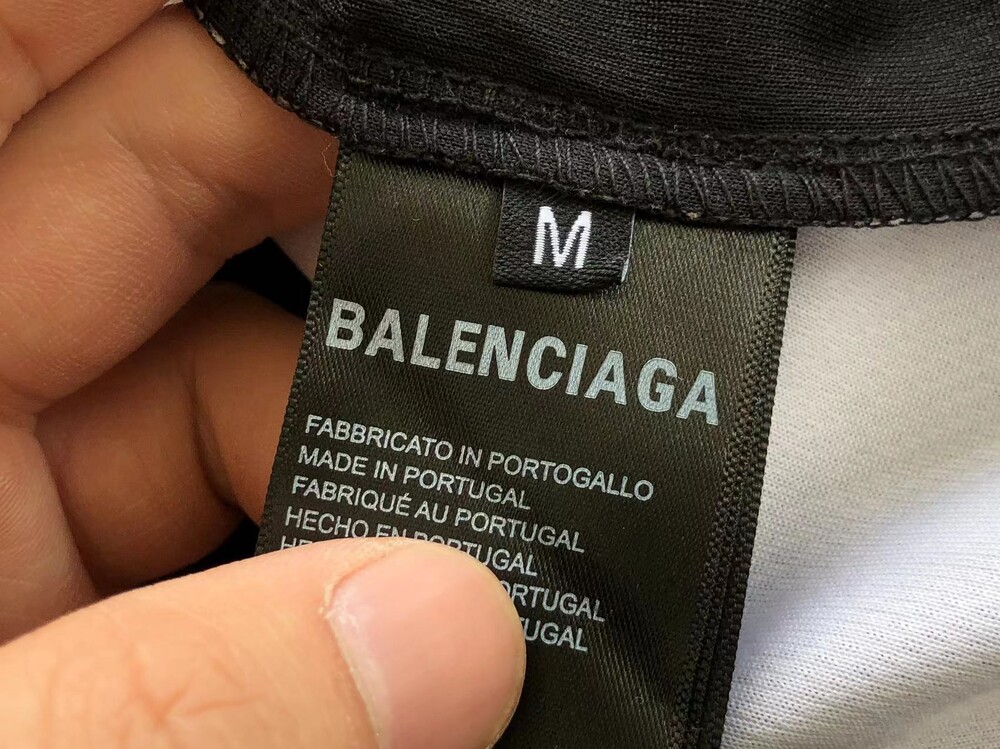 M
BALENCIAGA
FABBRICATO IN PORTOGALLO
MADE IN PORTUGAL
FABRIQUÉ AU PORTUGAL
HECHO EN PORTUGAL